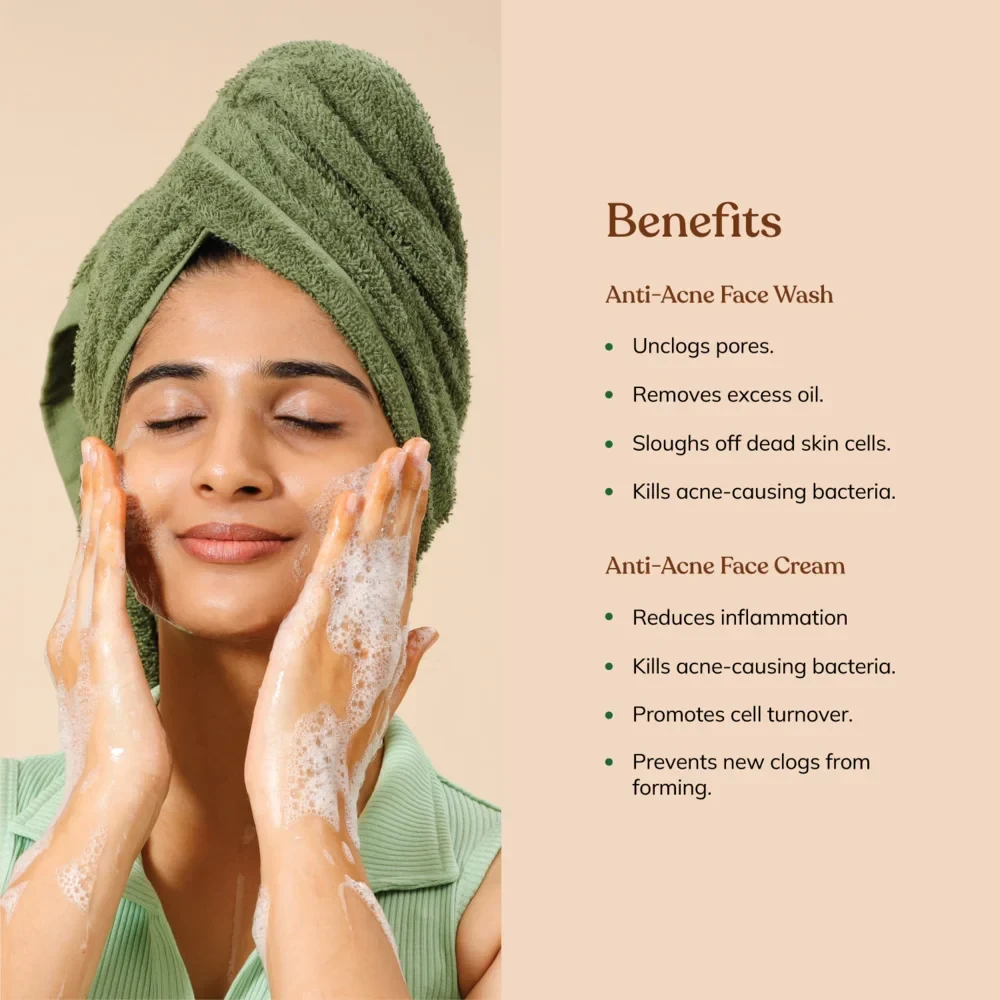 Benefits
Anti-Acne Face Wash
Unclogs pores.
Removes excess oil.
Sloughs off dead skin cells.
Kills acne-causing bacteria.
Anti-Acne Face Cream
Reduces inflammation
Kills acne-causing bacteria.
Promotes cell turnover.
Prevents new clogs from
forming.